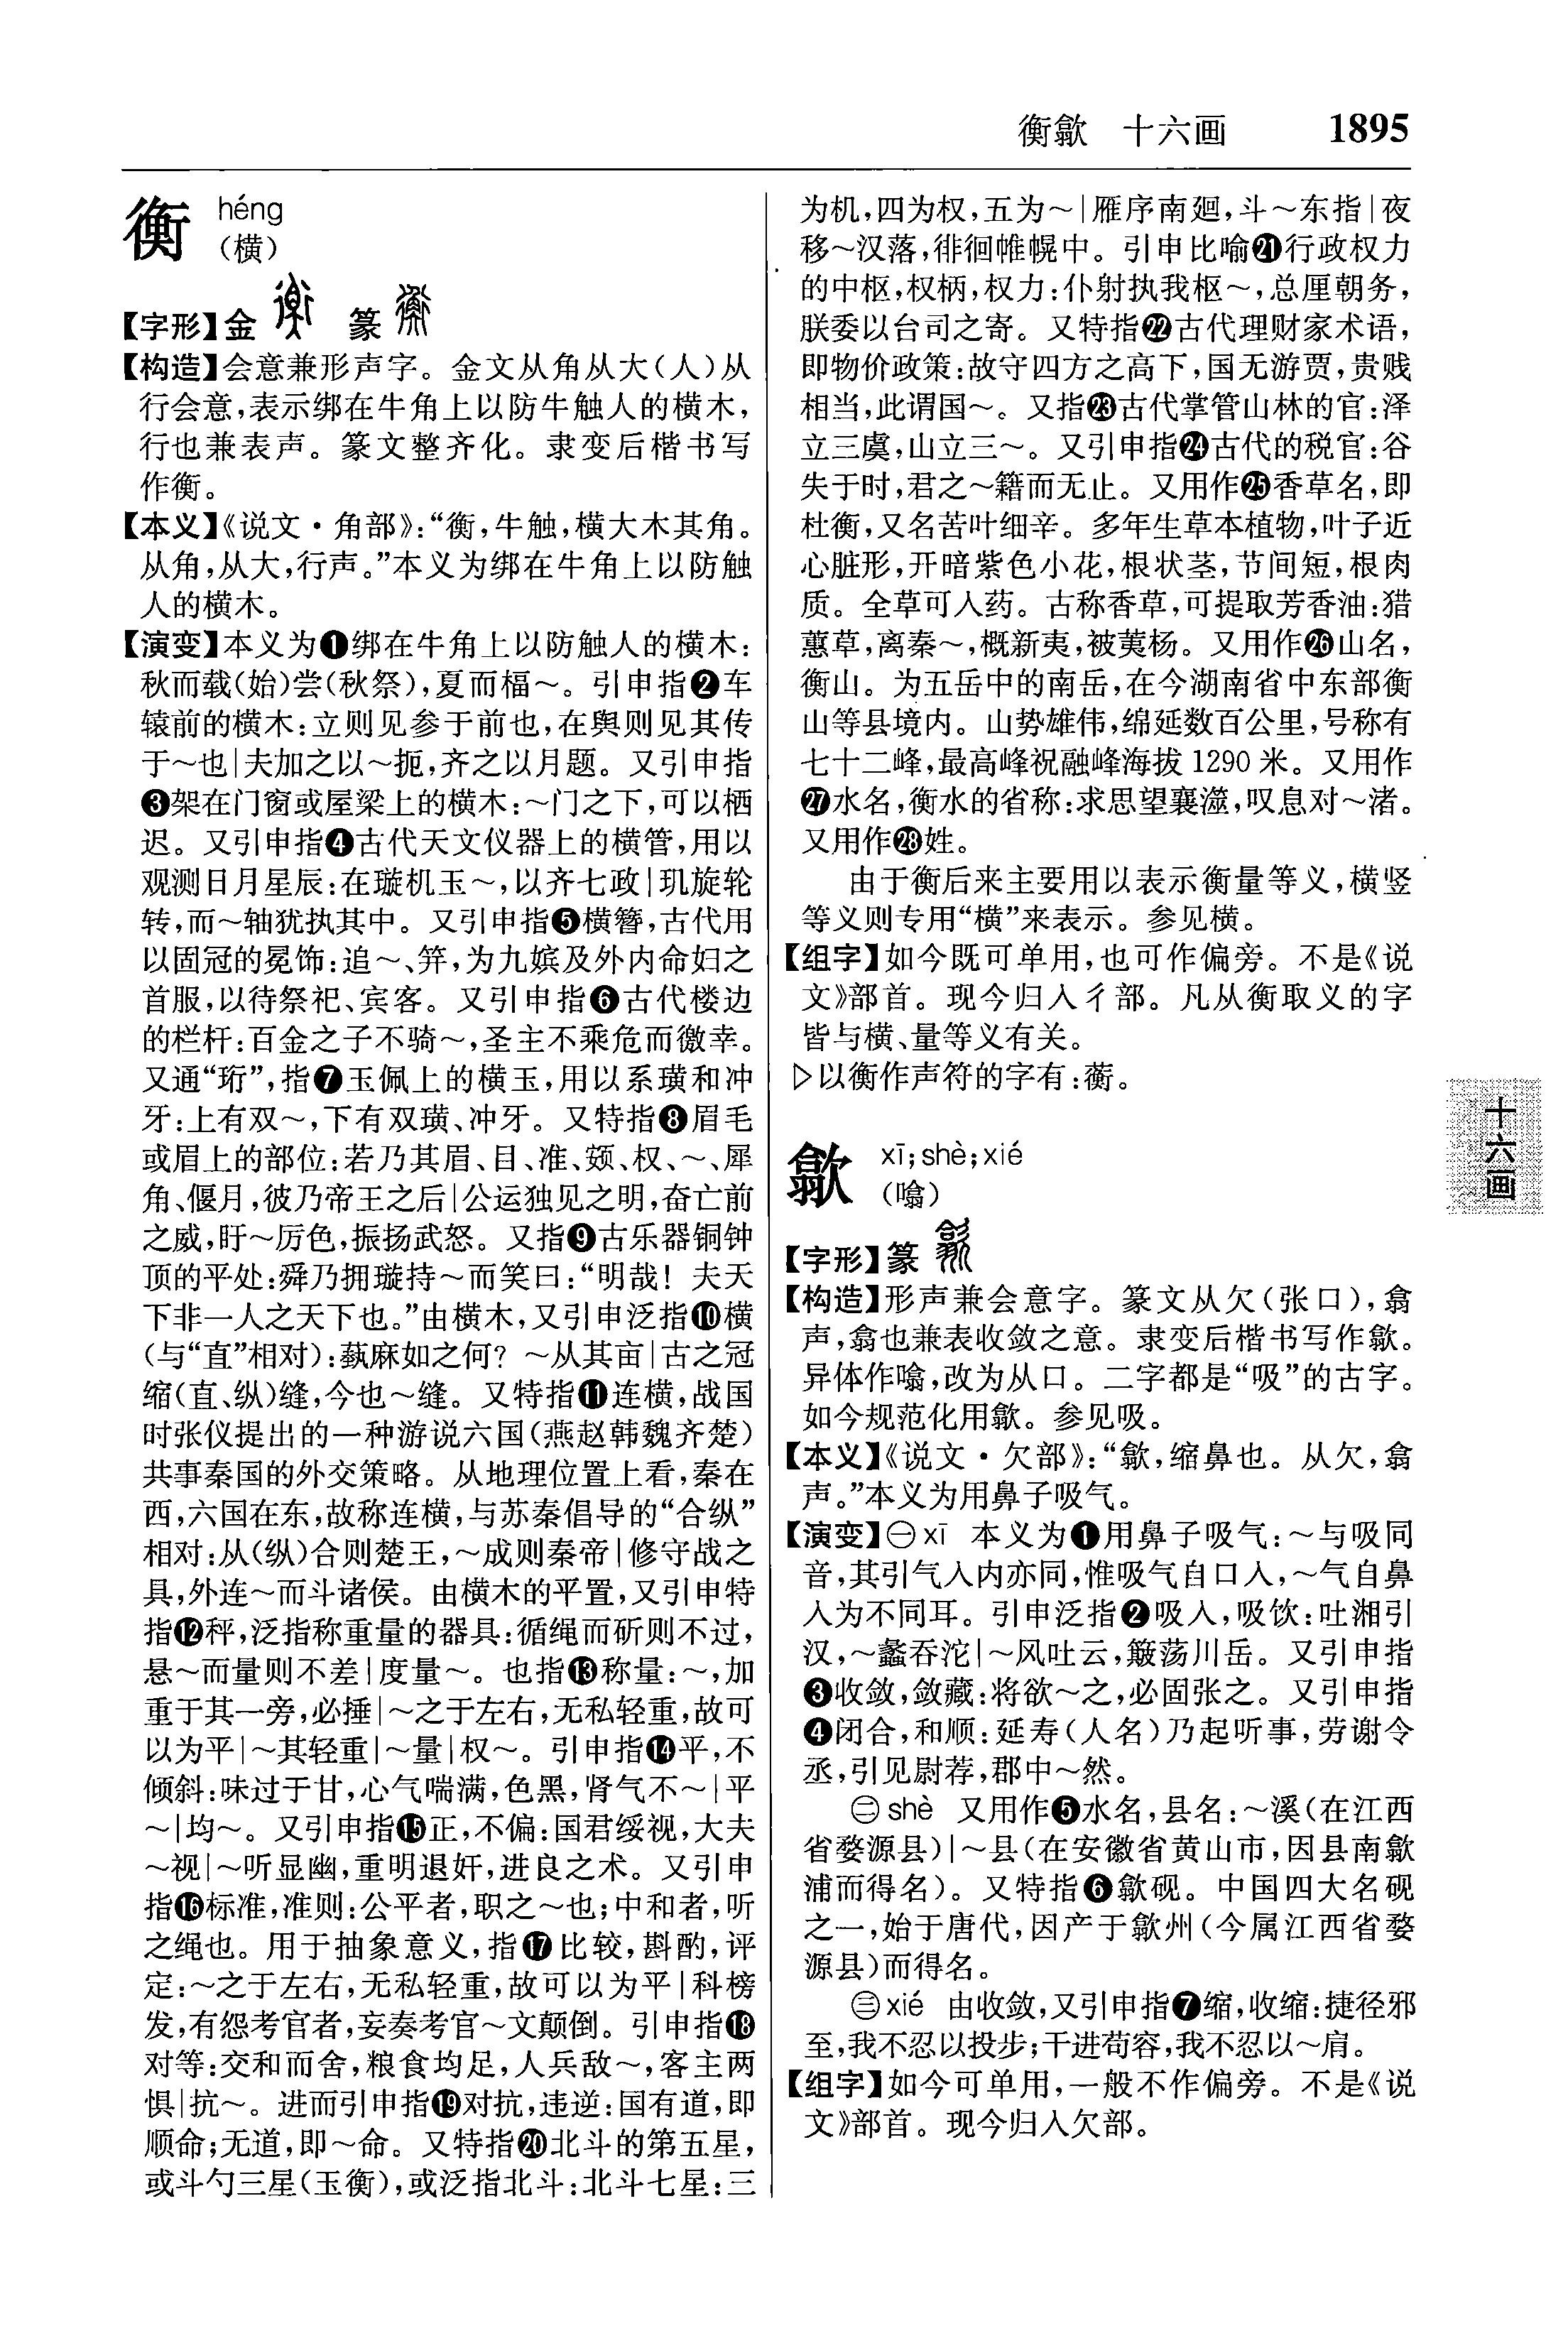 衡歙 十六画 1895
衡 héng
(横)
【字形】金 篆
【构造】会意兼形声字。金文从角从大(人)从
行会意,表示绑在牛角上以防牛触人的横木,
行也兼表声。篆文整齐化。隶变后楷书写
作衡。
【本义】《说文·角部》:“衡,牛触,横大木其角。
从角,从大,行声。”本义为绑在牛角上以防触
人的横木。
【演变】本义为❶绑在牛角上以防触人的横木:
秋而载(始)尝(秋祭),夏而楅~。引申指❷车
辕前的横木:立则见参于前也,在舆则见其传
于~也|夫加之以~扼,齐之以月题。又引申指
❸架在门窗或屋梁上的横木:~门之下,可以栖
迟。又引申指❹古代天文仪器上的横管,用以
观测日月星辰:在璇机玉~,以齐七政|玑旋轮
转,而~轴犹执其中。又引申指❺横簪,古代用
以固冠的冕饰:追~、笄,为九嫔及外内命妇之
首服,以待祭祀、宾客。又引申指❻古代楼边
的栏杆:百金之子不骑~,圣主不乘危而徼幸。
又通“珩”,指❼玉佩上的横玉,用以系璜和冲
牙:上有双~,下有双璜、冲牙。又特指❽眉毛
或眉上的部位:若乃其眉、目、准、頞、权、~、犀
角、偃月,彼乃帝王之后|公运独见之明,奋亡前
之威,盱~厉色,振扬武怒。又指❾古乐器铜钟
顶的平处:舜乃拥璇持~而笑曰:“明哉!夫天
下非一人之天下也。”由横木,又引申泛指❿横
(与“直”相对):蓺麻如之何?~从其亩|古之冠
缩(直、纵)缝,今也~缝。又特指⓫连横,战国
时张仪提出的一种游说六国(燕赵韩魏齐楚)
共事秦国的外交策略。从地理位置上看,秦在
西,六国在东,故称连横,与苏秦倡导的“合纵”
相对:从(纵)合则楚王,~成则秦帝|修守战之
具,外连~而斗诸侯。由横木的平置,又引申特
指⓬秤,泛指称重量的器具:循绳而斫则不过,
悬~而量则不差|度量~。也指⓭称量:~,加
重于其一旁,必捶|~之于左右,无私轻重,故可
以为平|~其轻重|~量|权~。引申指⓮平,不
倾斜:味过于甘,心气喘满,色黑,肾气不~|平
~|均~。又引申指⓯正,不偏:国君绥视,大夫
~视|~听显幽,重明退奸,进良之术。又引申
指⓰标准,准则:公平者,职之~也;中和者,听
之绳也。用于抽象意义,指⓱比较,斟酌,评
定:~之于左右,无私轻重,故可以为平|科榜
发,有怨考官者,妄奏考官~文颠倒。引申指⓲
对等:交和而舍,粮食均足,人兵敌~,客主两
惧|抗~。进而引申指⓳对抗,违逆:国有道,即
顺命;无道,即~命。又特指⓴北斗的第五星,
或斗勺三星(玉衡),或泛指北斗:北斗七星:三
为机,四为权,五为~|雁序南廻,斗~东指|夜
移~汉落,徘徊帷幌中。引申比喻㉑行政权力
的中枢,权柄,权力:仆射执我枢~,总厘朝务,
朕委以台司之寄。又特指㉒古代理财家术语,
即物价政策:故守四方之高下,国无游贾,贵贱
相当,此谓国~。又指㉓古代掌管山林的官:泽
立三虞,山立三~。又引申指㉔古代的税官:谷
失于时,君之~籍而无止。又用作㉕香草名,即
杜衡,又名苦叶细辛。多年生草本植物,叶子近
心脏形,开暗紫色小花,根状茎,节间短,根肉
质。全草可入药。古称香草,可提取芳香油:猎
蕙草,离秦~,概新夷,被荑杨。又用作㉖山名,
衡山。为五岳中的南岳,在今湖南省中东部衡
山等县境内。山势雄伟,绵延数百公里,号称有
七十二峰,最高峰祝融峰海拔1290米。又用作
㉗水名,衡水的省称:求思望襄澨,叹息对~渚。
又用作㉘姓。
由于衡后来主要用以表示衡量等义,横竖
等义则专用“横”来表示。参见横。
【组字】如今既可单用,也可作偏旁。不是《说
文》部首。现今归入彳部。凡从衡取义的字
皆与横、量等义有关。
▷以衡作声符的字有:蘅。
歙 xī;shè;xié
(噏)
【字形】篆
【构造】形声兼会意字。篆文从欠(张口),翕
声,翕也兼表收敛之意。隶变后楷书写作歙。
异体作噏,改为从口。二字都是“吸”的古字。
如今规范化用歙。参见吸。
【本义】《说文·欠部》:“歙,缩鼻也。从欠,翕
声。”本义为用鼻子吸气。
【演变】㊀xī 本义为❶用鼻子吸气:~与吸同
音,其引气入内亦同,惟吸气自口入,~气自鼻
入为不同耳。引申泛指❷吸入,吸饮:吐湘引
汉,~蠡吞沱|~风吐云,簸荡川岳。又引申指
❸收敛,敛藏:将欲~之,必固张之。又引申指
❹闭合,和顺:延寿(人名)乃起听事,劳谢令
丞,引见尉荐,郡中~然。
㊁shè 又用作❺水名,县名:~溪(在江西
省婺源县)|~县(在安徽省黄山市,因县南歙
浦而得名)。又特指❻歙砚。中国四大名砚
之一,始于唐代,因产于歙州(今属江西省婺
源县)而得名。
㊂xié 由收敛,又引申指❼缩,收缩:捷径邪
至,我不忍以投步;干进苟容,我不忍以~肩。
【组字】如今可单用,一般不作偏旁。不是《说
文》部首。现今归入欠部。
十六画